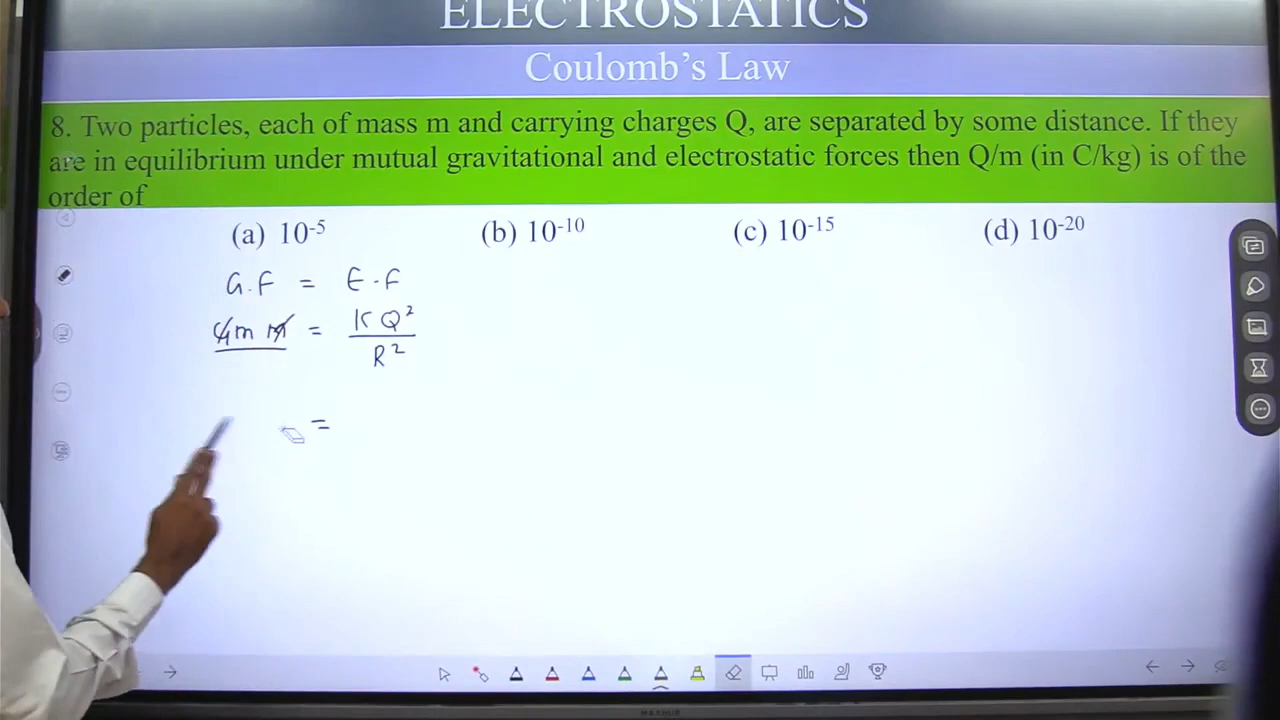 ELECTROSTATICS
Coulomb’s Law
8. Two particles, each of mass m and carrying charges Q, are separated by some distance. If they
are in equilibrium under mutual gravitational and electrostatic forces then Q/m (in C/kg) is of the
order of
(a) 10⁻⁵ (b) 10⁻¹⁰ (c) 10⁻¹⁵ (d) 10⁻²⁰
G.F = E.F
Gm m = KQ²
R²
=